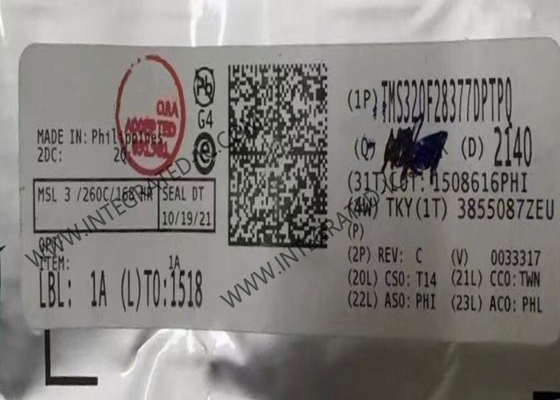 MADE IN: Philippines
2DC: 2Q:
MSL 3 /260C/168 HR
SEAL DT
10/19/21
OPT:
ITEM:
1A
LBL: 1A (L)TO:1518
Q&A
ACCEPTED
Pb
G4
e
(1P) TMS320F28377DPTPQ
(Q) (D) 2140
(31T)LOT: 1508616PHI
(4W) TKY(1T) 3855087ZEU
(P)
(2P) REV: C (V) 0033317
(20L) CSO: T14 (21L) CCO:TWN
(22L) ASO: PHI (23L) ACO: PHL